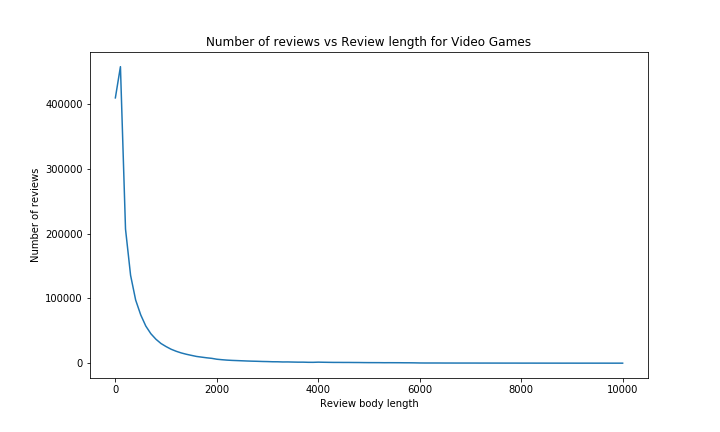 Number of reviews vs Review length for Video Games
400000
300000
200000
100000
0
Number of reviews
0 2000 4000 6000 8000 10000
Review body length